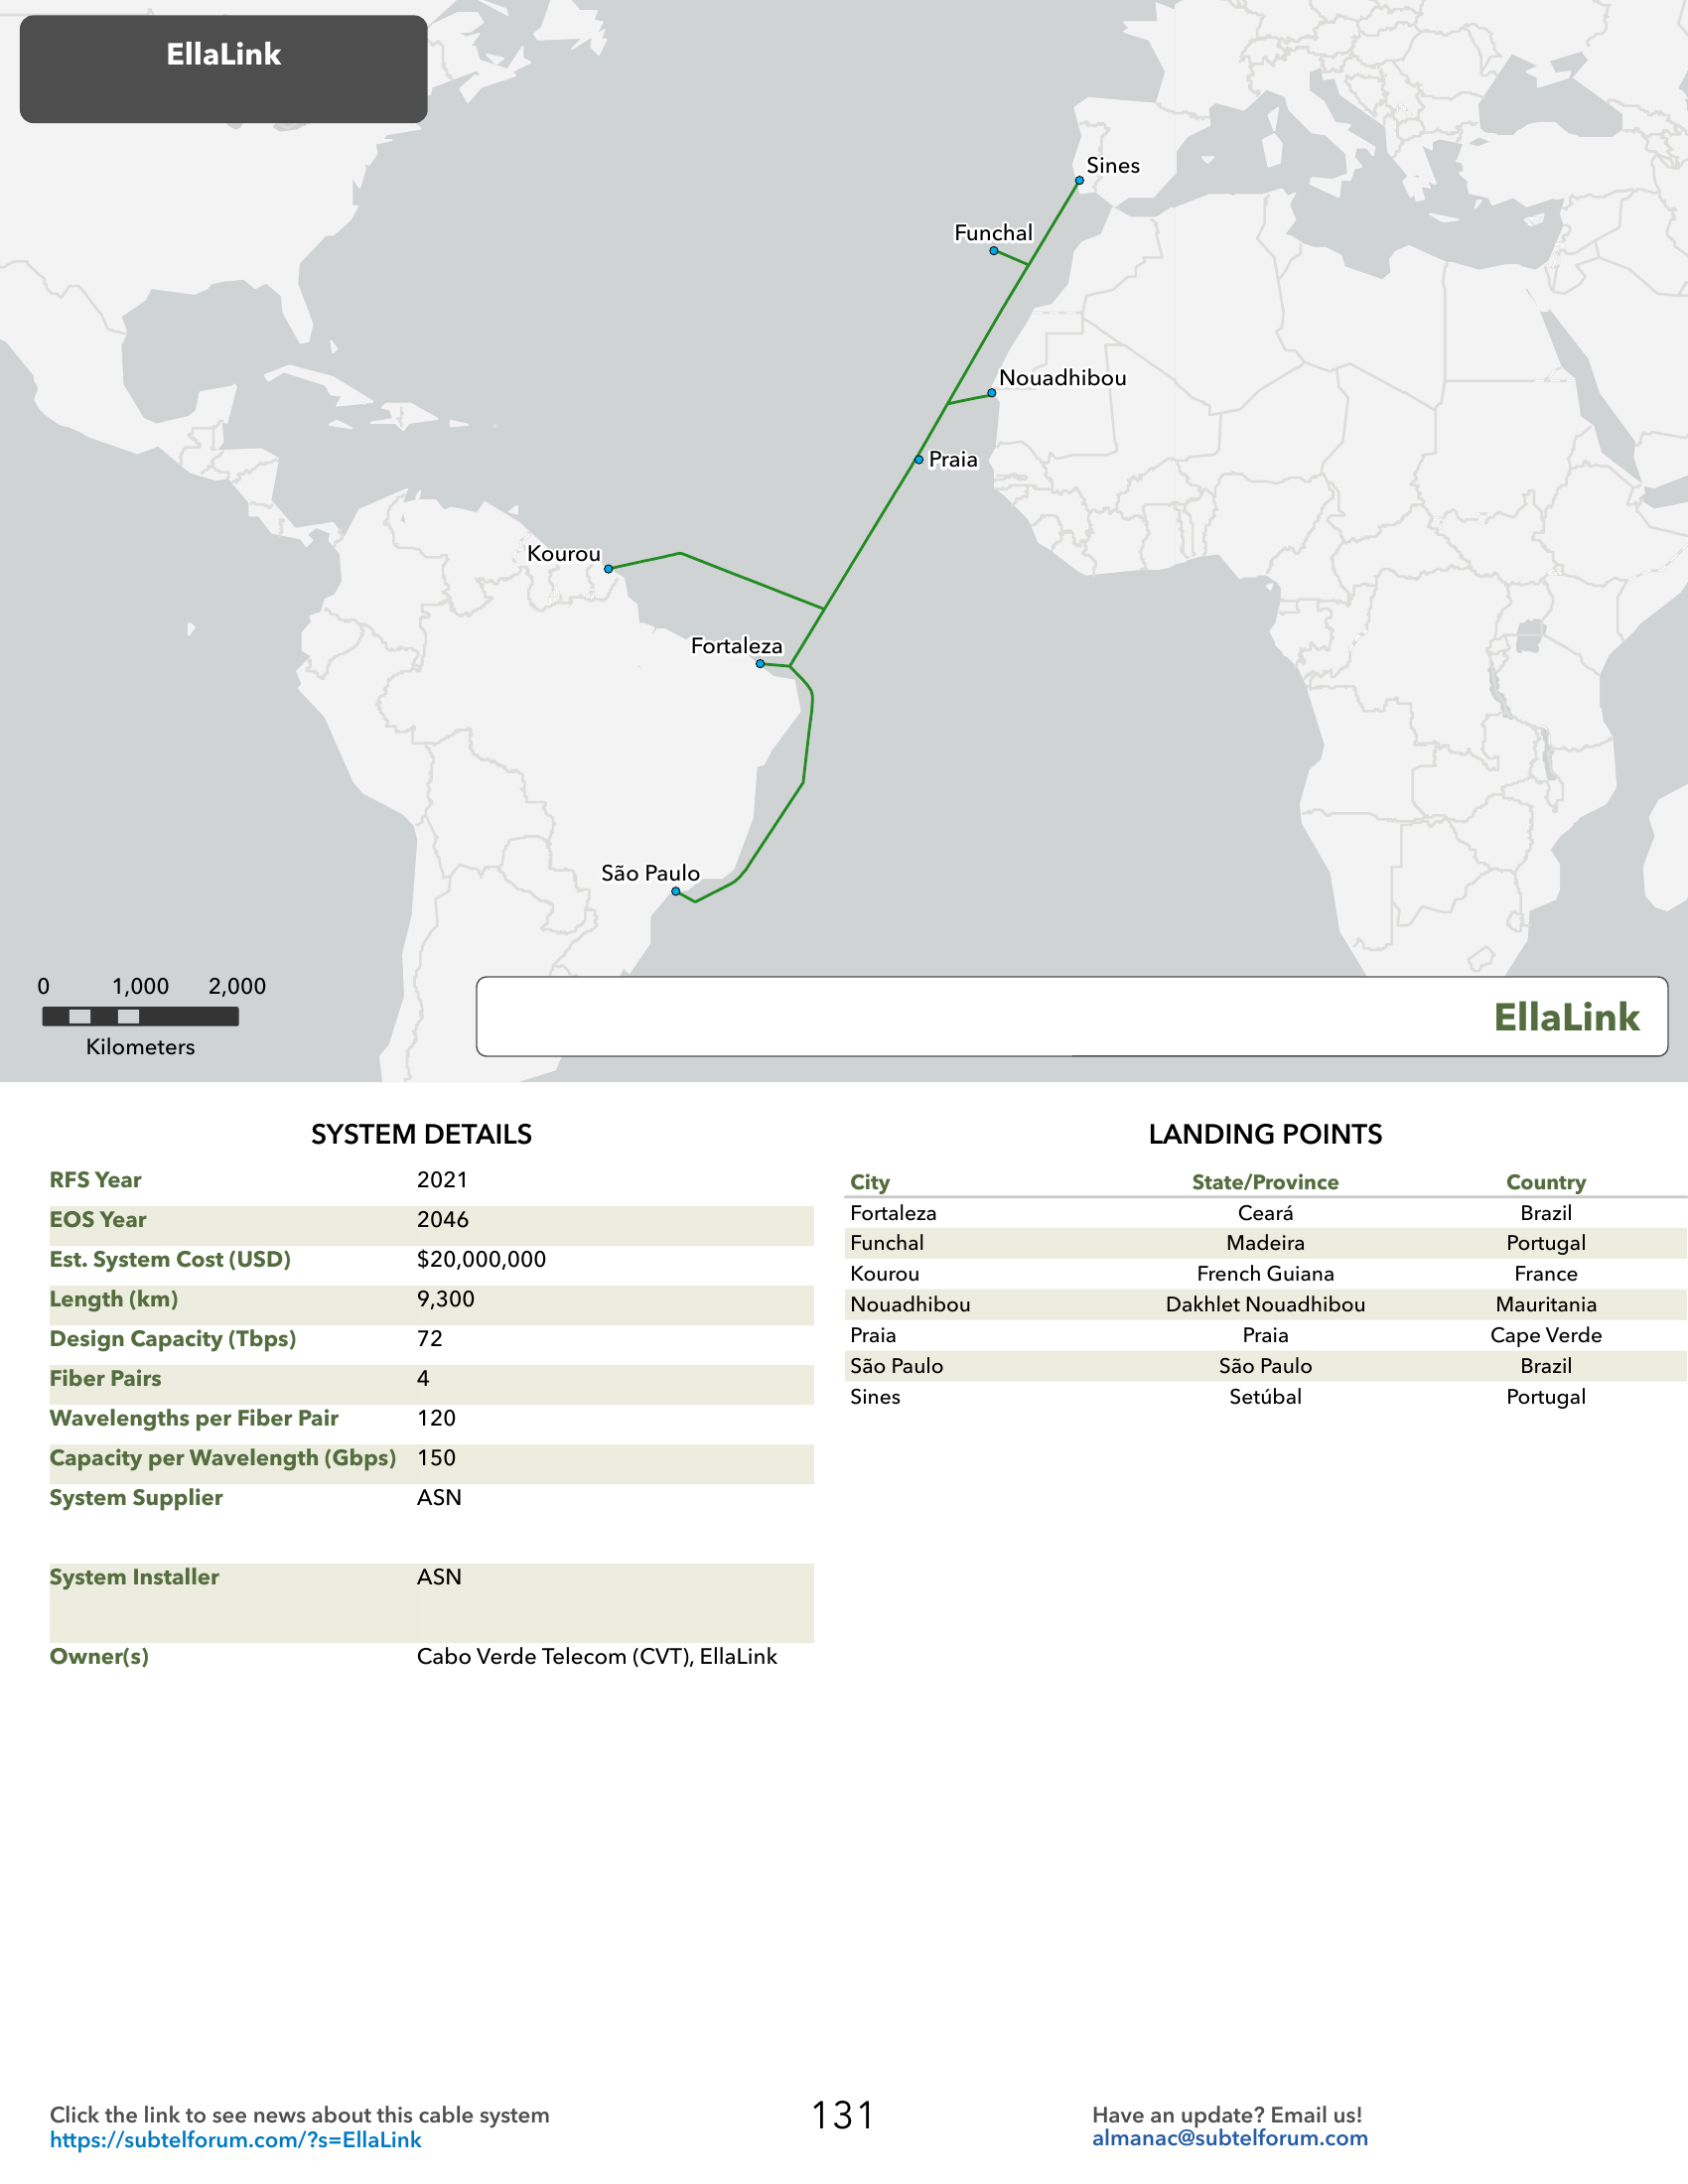 EllaLink
Sines
Funchal
Nouadhibou
Praia
Kourou
Fortaleza
São Paulo
0 1,000 2,000
Kilometers
EllaLink
SYSTEM DETAILS
RFS Year 2021
EOS Year 2046
Est. System Cost (USD) $20,000,000
Length (km) 9,300
Design Capacity (Tbps) 72
Fiber Pairs 4
Wavelengths per Fiber Pair 120
Capacity per Wavelength (Gbps) 150
System Supplier ASN
System Installer ASN
Owner(s) Cabo Verde Telecom (CVT), EllaLink
LANDING POINTS
City State/Province Country
Fortaleza Ceará Brazil
Funchal Madeira Portugal
Kourou French Guiana France
Nouadhibou Dakhlet Nouadhibou Mauritania
Praia Praia Cape Verde
São Paulo São Paulo Brazil
Sines Setúbal Portugal
Click the link to see news about this cable system
https://subtelforum.com/?s=EllaLink
131
Have an update? Email us!
almanac@subtelforum.com